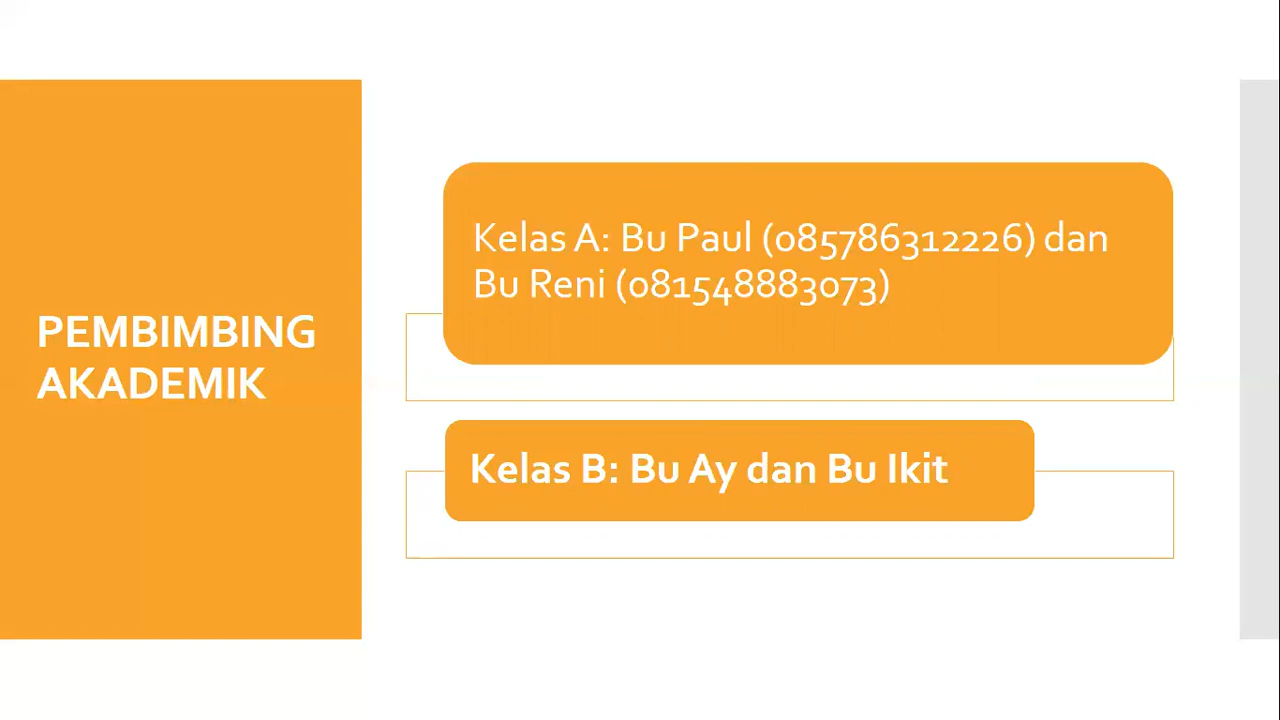 PEMBIMBING
AKADEMIK
Kelas A: Bu Paul (085786312226) dan
Bu Reni (081548883073)
Kelas B: Bu Ay dan Bu Ikit